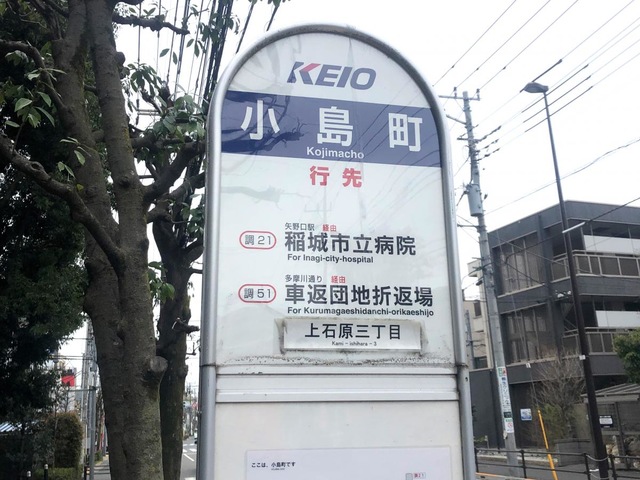 KEIO
小島町
Kojimacho
行先
矢野口駅 経由
調21 稲城市立病院
For Inagi-city-hospital
多摩川通り 経由
調51 車返団地折返場
For Kurumagaeshidanchi-orikaeshijo
上石原三丁目
Kami－ishihara－3
ここは、小島町です